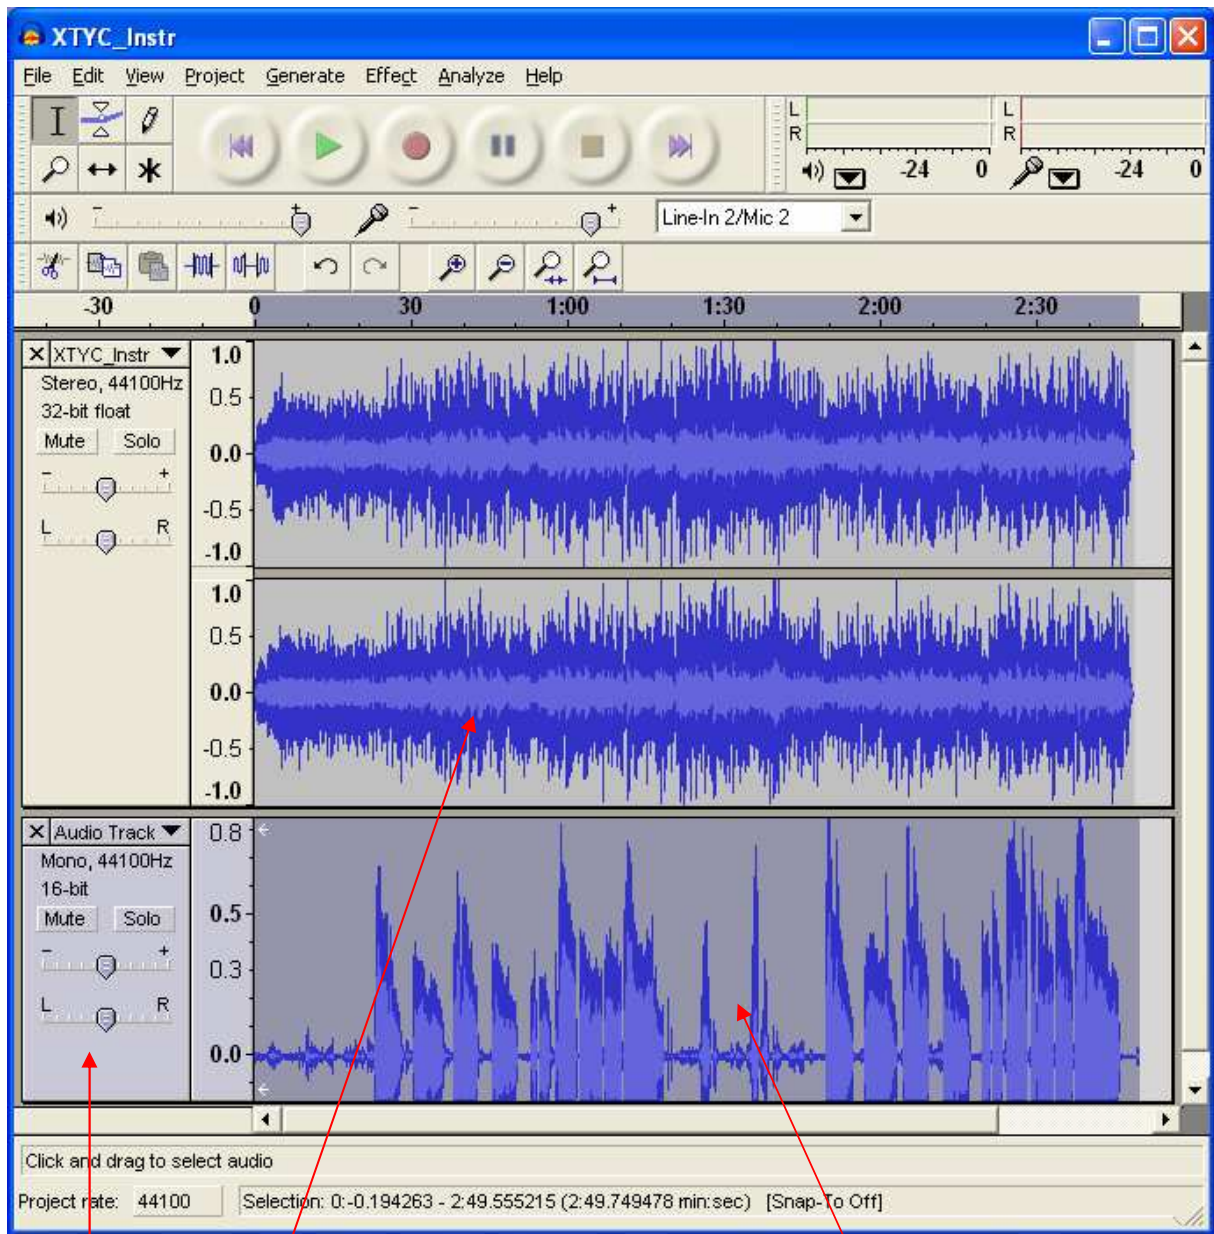 XTYC_Instr
File Edit View Project Generate Effect Analyze Help
L
R
-24 0
L
R
-24 0
- +
- +
Line-In 2/Mic 2
-30 0 30 1:00 1:30 2:00 2:30
XTYC_Instr
Stereo, 44100Hz
32-bit float
Mute Solo
- +
L R
1.0
0.5
0.0
-0.5
-1.0
1.0
0.5
0.0
-0.5
-1.0
Audio Track
Mono, 44100Hz
16-bit
Mute Solo
- +
L R
0.8
0.5
0.3
0.0
Click and drag to select audio
Project rate: 44100 Selection: 0:-0.194263 - 2:49.555215 (2:49.749478 min:sec) [Snap-To Off]